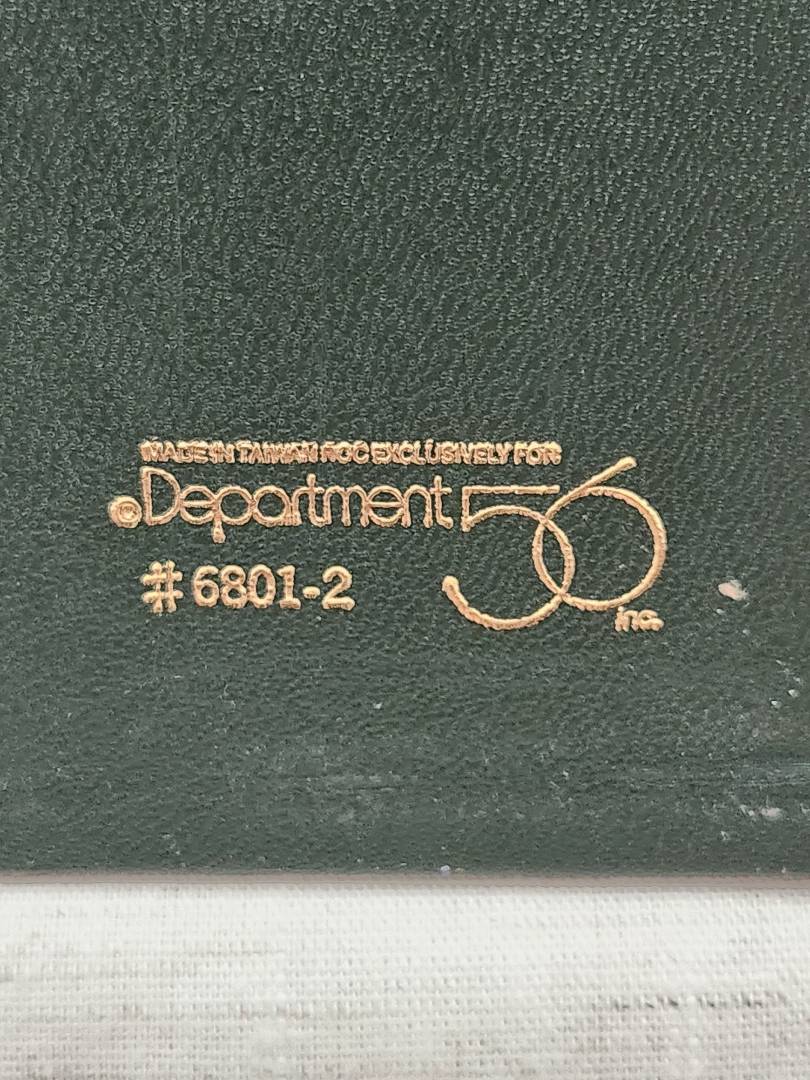 MADE IN TAIWAN ROC EXCLUSIVELY FOR
©Department 56
inc.
#6801-2